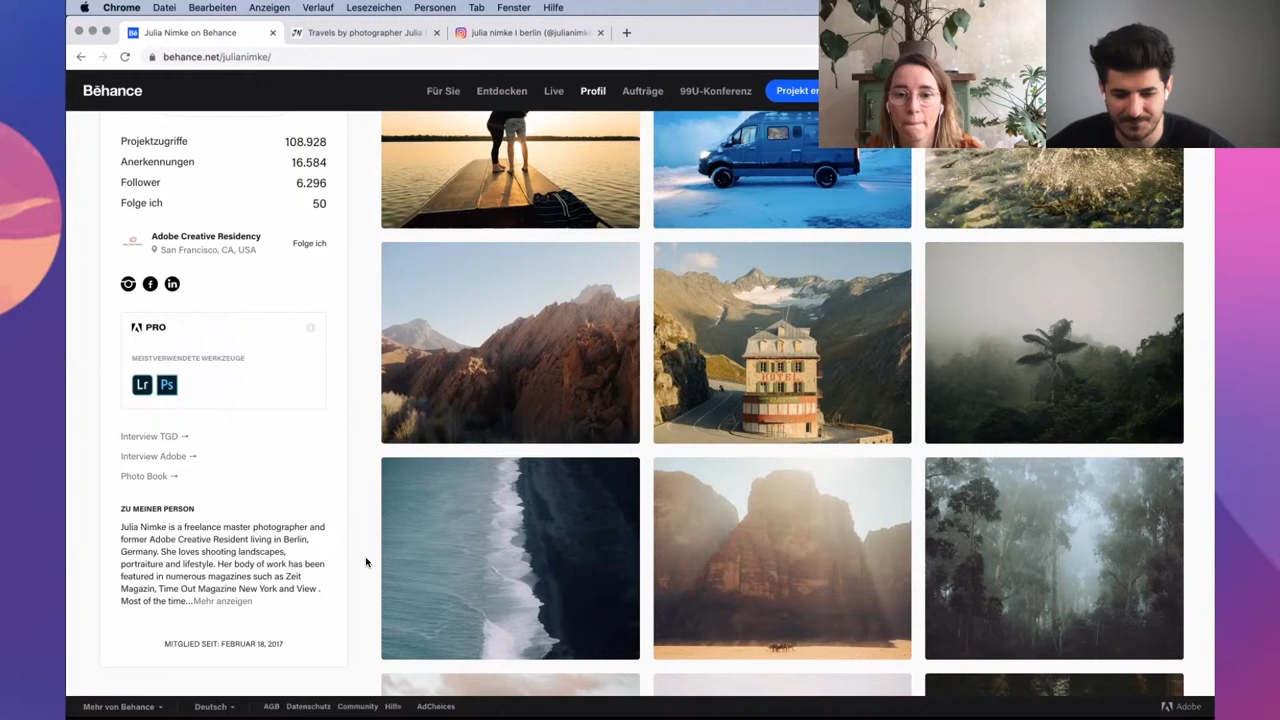 Chrome Datei Bearbeiten Anzeigen Verlauf Lesezeichen Personen Tab Fenster Hilfe
Julia Nimke on Behance
Travels by photographer Julia
julia nimke I berlin (@julianimk
behance.net/julianimke/
Bēhance
Für Sie Entdecken Live Profil Aufträge 99U-Konferenz Projekt er
Projektzugriffe 108.928
Anerkennungen 16.584
Follower 6.296
Folge ich 50
Adobe Creative Residency
San Francisco, CA, USA
Folge ich
PRO
MEISTVERWENDETE WERKZEUGE
Lr Ps
Interview TGD →
Interview Adobe →
Photo Book →
ZU MEINER PERSON
Julia Nimke is a freelance master photographer and
former Adobe Creative Resident living in Berlin,
Germany. She loves shooting landscapes,
portraiture and lifestyle. Her body of work has been
featured in numerous magazines such as Zeit
Magazin, Time Out Magazine New York and View .
Most of the time...Mehr anzeigen
MITGLIED SEIT: FEBRUAR 18, 2017
HOTEL
Mehr von Behance Deutsch AGB Datenschutz Community Hilfe AdChoices Adobe